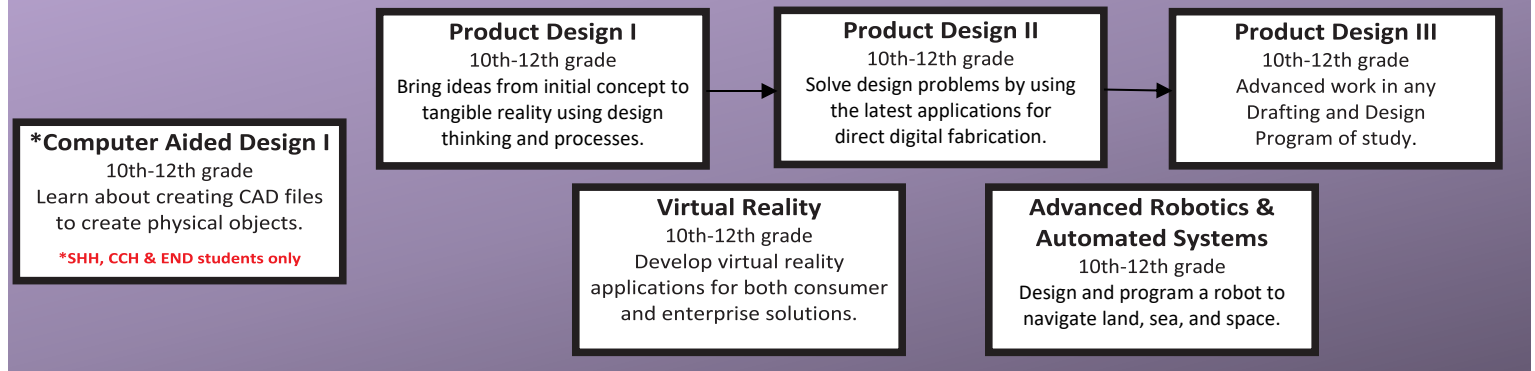 Product Design I
10th-12th grade
Bring ideas from initial concept to
tangible reality using design
thinking and processes.
Product Design II
10th-12th grade
Solve design problems by using
the latest applications for
direct digital fabrication.
Product Design III
10th-12th grade
Advanced work in any
Drafting and Design
Program of study.
*Computer Aided Design I
10th-12th grade
Learn about creating CAD files
to create physical objects.
*SHH, CCH & END students only
Virtual Reality
10th-12th grade
Develop virtual reality
applications for both consumer
and enterprise solutions.
Advanced Robotics &
Automated Systems
10th-12th grade
Design and program a robot to
navigate land, sea, and space.